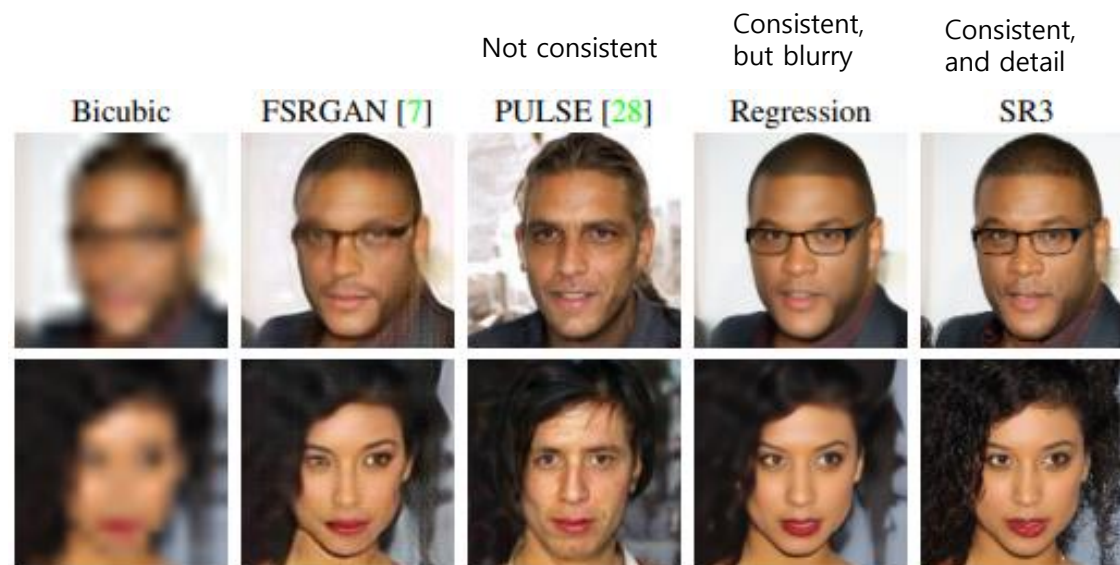 Not consistent
Consistent,
but blurry
Consistent,
and detail
Bicubic
FSRGAN [7]
PULSE [28]
Regression
SR3